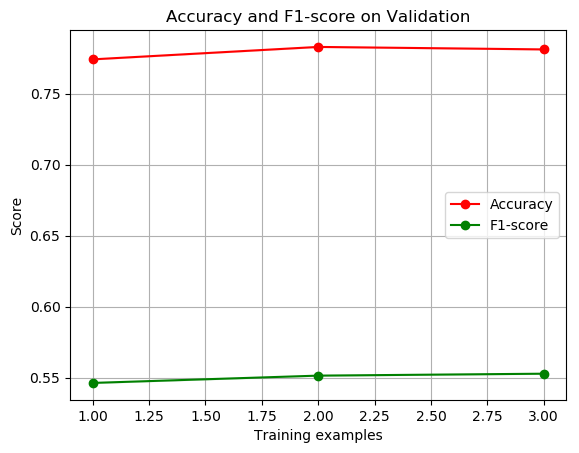 Accuracy and F1-score on Validation
Score
0.75
0.70
0.65
0.60
0.55
Accuracy
F1-score
1.00 1.25 1.50 1.75 2.00 2.25 2.50 2.75 3.00
Training examples